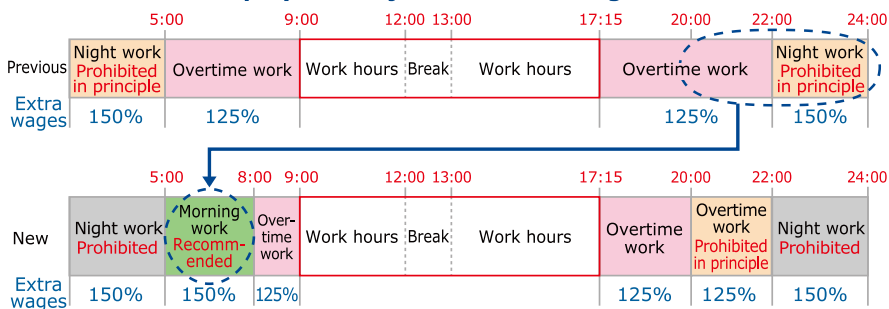 5:00 9:00 12:00 13:00 17:15 20:00 22:00 24:00
Previous
Night work
Prohibited
in principle
Overtime work
Work hours
Break
Work hours
Overtime work
Night work
Prohibited
in principle
Extra
wages
150% 125% 125% 150%
5:00 8:00 9:00 12:00 13:00 17:15 20:00 22:00 24:00
New
Night work
Prohibited
Morning
work
Recomm-
ended
Over-
time
work
Work hours
Break
Work hours
Overtime
work
Overtime
work
Prohibited
in principle
Night work
Prohibited
Extra
wages
150% 150% 125% 125% 125% 150%